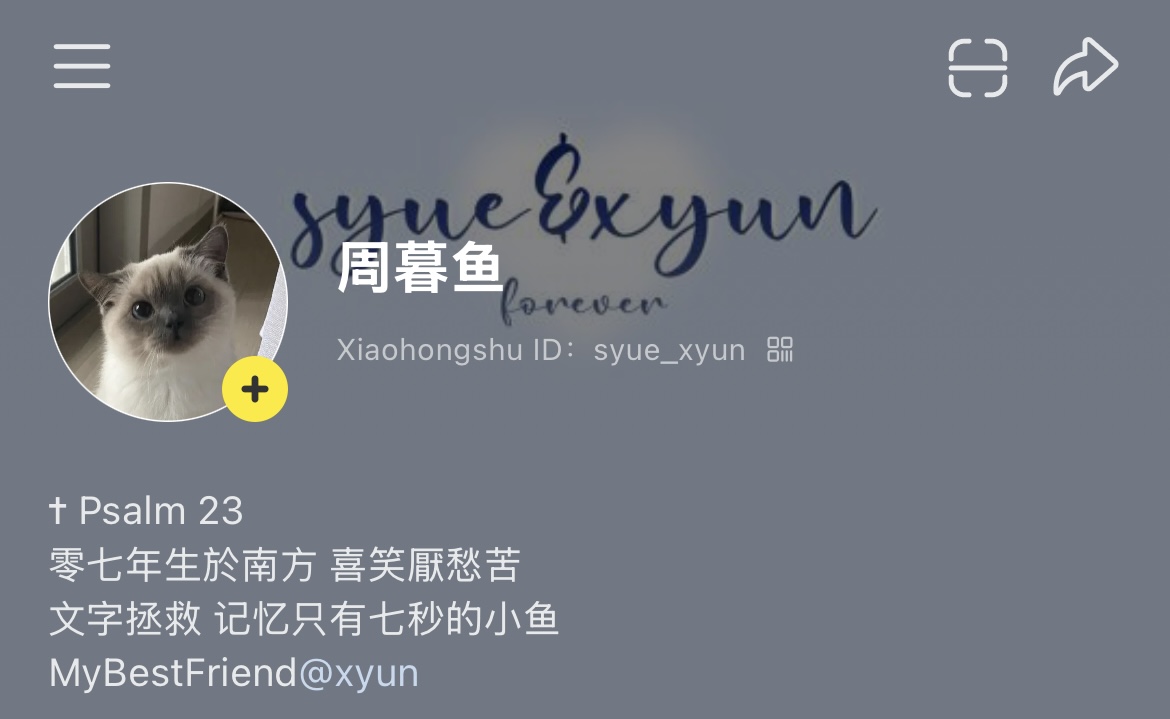 syue & xyun
周暮鱼
forever
Xiaohongshu ID：syue_xyun
✝ Psalm 23
零七年生於南方 喜笑厭愁苦
文字拯救 记忆只有七秒的小鱼
MyBestFriend@xyun